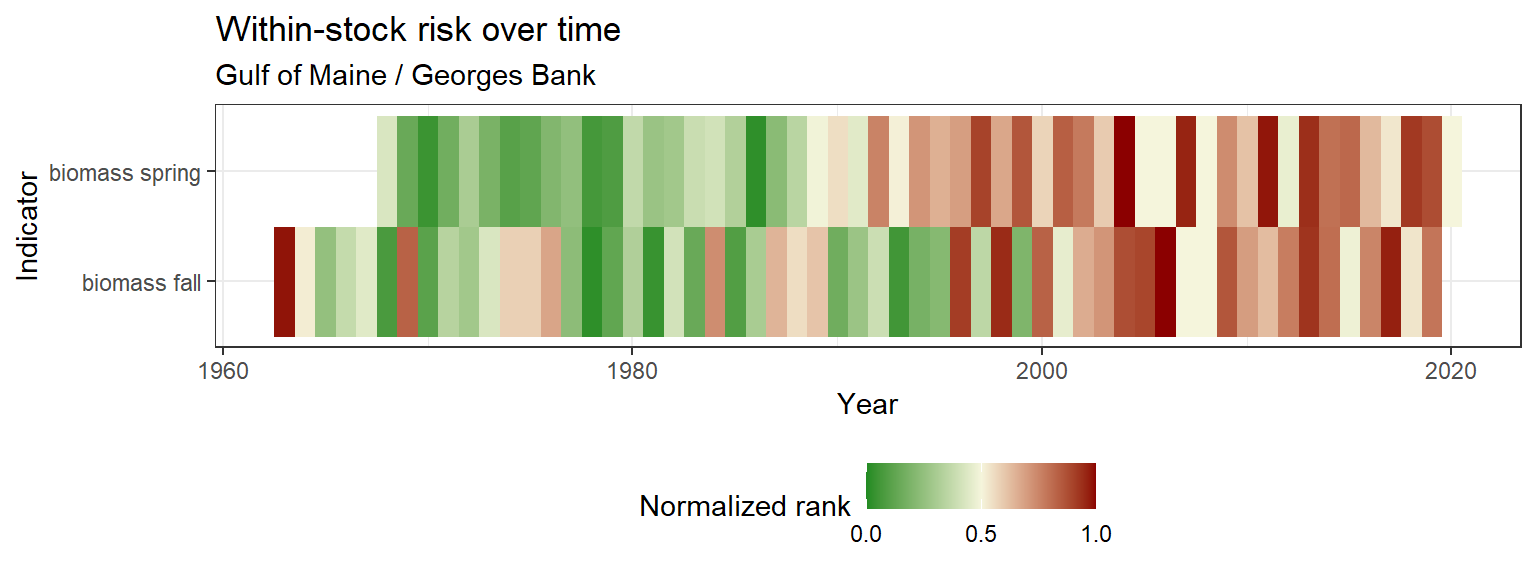 Within-stock risk over time
Gulf of Maine / Georges Bank
Indicator
biomass spring
biomass fall
1960 1980 2000 2020
Year
Normalized rank
0.0 0.5 1.0